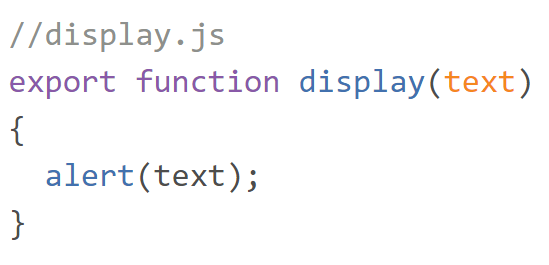 //display.js
export function display(text)
{
  alert(text);
}